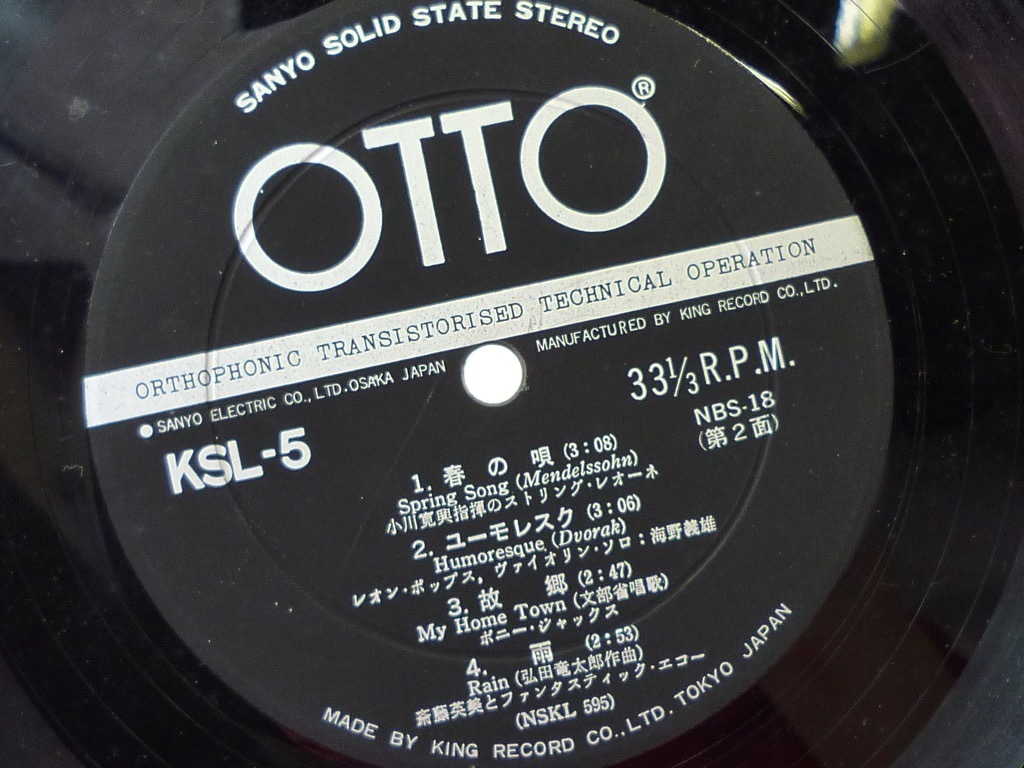 SANYO SOLID STATE STEREO
OTTO®
ORTHOPHONIC TRANSISTORISED TECHNICAL OPERATION
●SANYO ELECTRIC CO., LTD. OSAKA JAPAN
MANUFACTURED BY KING RECORD CO., LTD.
KSL-5
33⅓ R.P.M.
NBS-18
(第2面)
1. 春の唄 (3:08)
Spring Song (Mendelssohn)
小川寛興指揮のストリング・レオーネ
2. ユーモレスク (3:06)
Humoresque (Dvorak)
レオン・ポップス, ヴァイオリン・ソロ:海野義雄
3. 故郷 (2:47)
My Home Town (文部省唱歌)
ボニー・ジャックス
4. 雨 (2:53)
Rain (弘田竜太郎作曲)
斎藤英美とファンタスティック・エコー
(NSKL 595)
MADE BY KING RECORD CO., LTD. TOKYO JAPAN